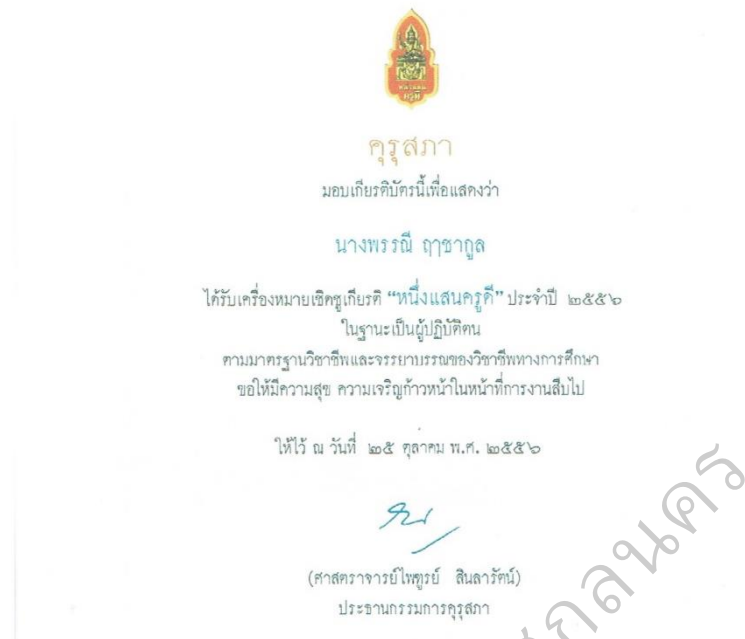 หนึ่งแสน
ครูดี
คุรุสภา
มอบเกียรติบัตรนี้เพื่อแสดงว่า
นางพรรณี ฤาชากูล
ได้รับเครื่องหมายเชิดชูเกียรติ “หนึ่งแสนครูดี” ประจำปี ๒๕๕๖
ในฐานะเป็นผู้ปฏิบัติตน
ตามมาตรฐานวิชาชีพและจรรยาบรรณของวิชาชีพทางการศึกษา
ขอให้มีความสุข ความเจริญก้าวหน้าในหน้าที่การงานสืบไป
ให้ไว้ ณ วันที่ ๒๕ ตุลาคม พ.ศ. ๒๕๕๖
(ศาสตราจารย์ไพฑูรย์ สินลารัตน์)
ประธานกรรมการคุรุสภา